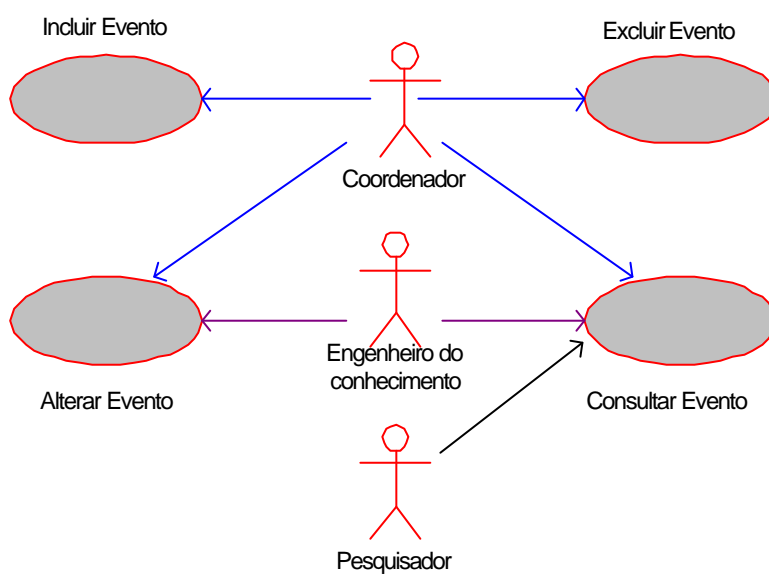 Incluir Evento
Excluir Evento
Coordenador
Engenheiro do
conhecimento
Alterar Evento
Consultar Evento
Pesquisador